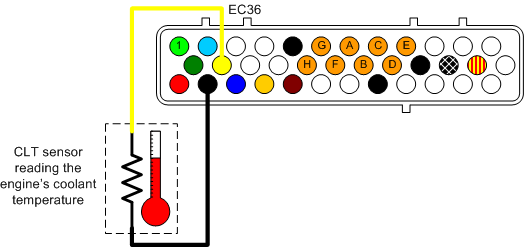 EC36
1 G A C E
H F B D
CLT sensor
reading the
engine's coolant
temperature